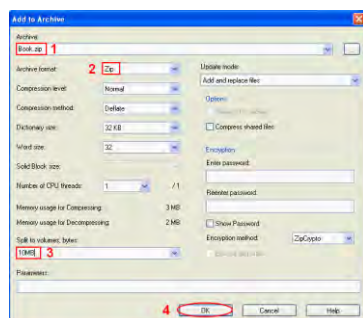 Add to Archive
Archive:
Book.zip 1
Archive format: 2 Zip
Update mode:
Add and replace files
Compression level: Normal
Options
Compression method: Deflate
Dictionary size: 32 KB
Compress shared files
Word size: 32
Encryption
Enter password:
Solid Block size:
Number of CPU threads: 1 / 1
Reenter password:
Memory usage for Compressing: 3 MB
Memory usage for Decompressing: 2 MB
Show Password
Split to volumes, bytes:
Encryption method: ZipCrypto
10MB 3
Parameters:
4 OK Cancel Help